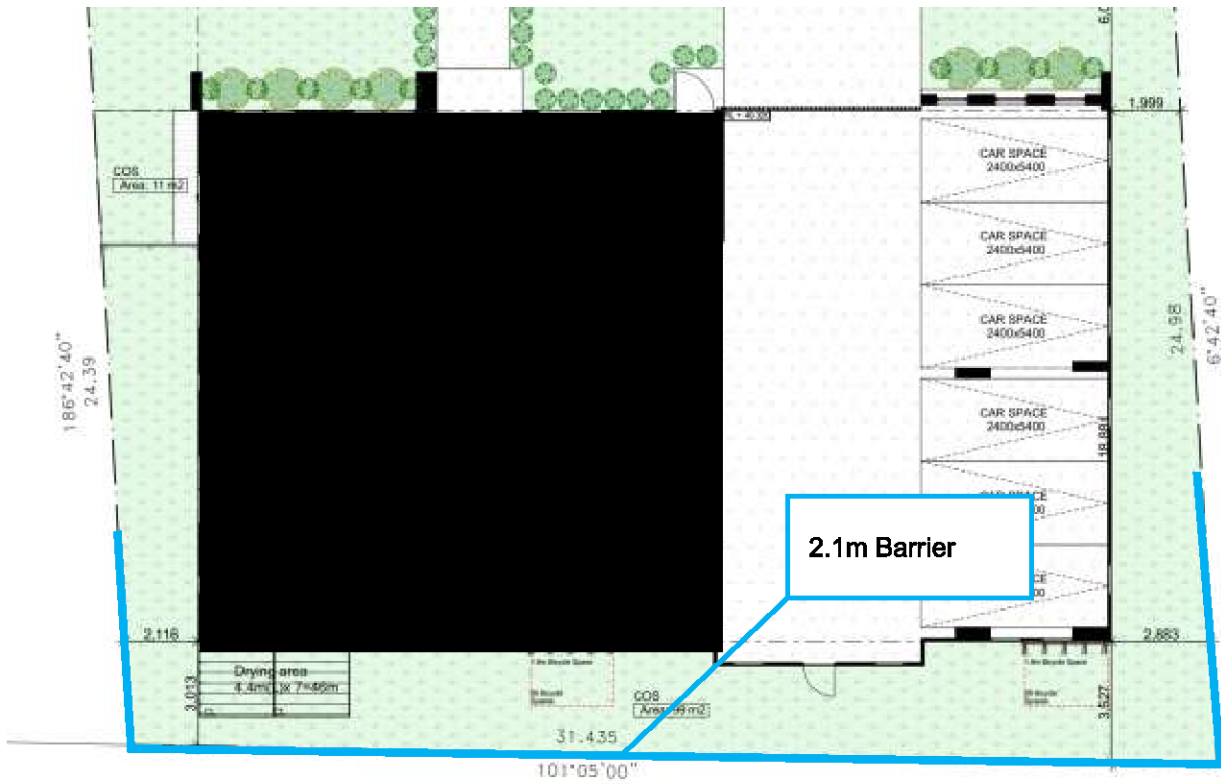 6.0
1.999
COS
Area: 11 m2
CAR SPACE
2400x5400
CAR SPACE
2400x5400
CAR SPACE
2400x5400
186°42'40"
24.39
24.98
6°42'40"
CAR SPACE
2400x5400
18.881
2.1m Barrier
2.116
2.883
Drying area
3.013
COS
3.527
31.435
101°05'00"